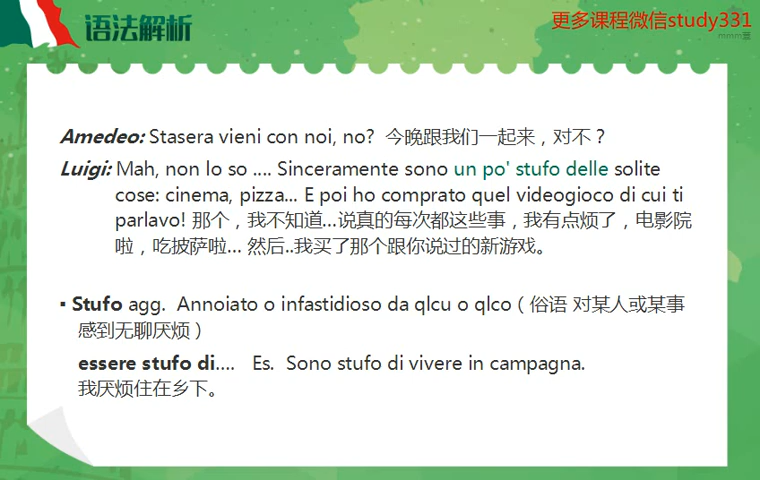 语法解析
更多课程微信study331
Amedeo: Stasera vieni con noi, no? 今晚跟我们一起来，对不？
Luigi: Mah, non lo so .... Sinceramente sono un po' stufo delle solite
cose: cinema, pizza... E poi ho comprato quel videogioco di cui ti
parlavo! 那个，我不知道...说真的每次都这些事，我有点烦了，电影院
啦，吃披萨啦... 然后..我买了那个跟你说过的新游戏。
▪ Stufo agg. Annoiato o infastidioso da qlcu o qlco（俗语 对某人或某事
感到无聊厌烦）
essere stufo di.... Es. Sono stufo di vivere in campagna.
我厌烦住在乡下。